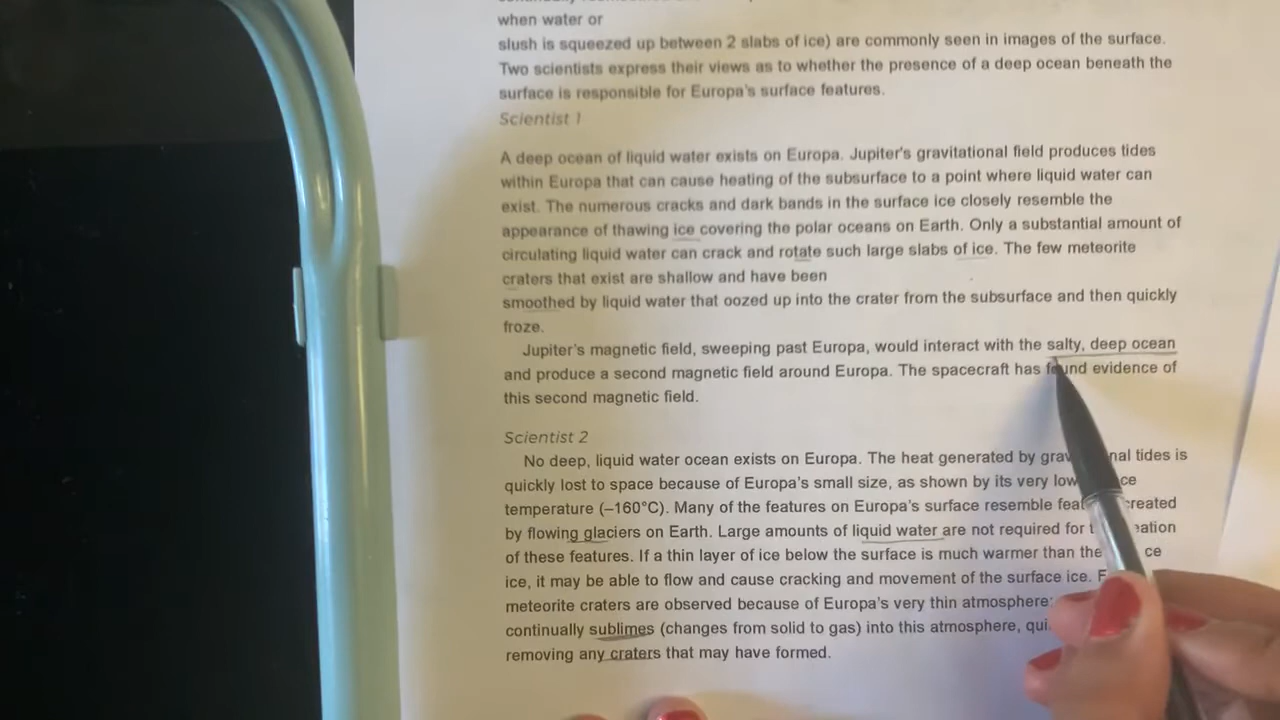 when water or
slush is squeezed up between 2 slabs of ice) are commonly seen in images of the surface.
Two scientists express their views as to whether the presence of a deep ocean beneath the
surface is responsible for Europa's surface features.
Scientist 1
A deep ocean of liquid water exists on Europa. Jupiter's gravitational field produces tides
within Europa that can cause heating of the subsurface to a point where liquid water can
exist. The numerous cracks and dark bands in the surface ice closely resemble the
appearance of thawing ice covering the polar oceans on Earth. Only a substantial amount of
circulating liquid water can crack and rotate such large slabs of ice. The few meteorite
craters that exist are shallow and have been
smoothed by liquid water that oozed up into the crater from the subsurface and then quickly
froze.
Jupiter's magnetic field, sweeping past Europa, would interact with the salty, deep ocean
and produce a second magnetic field around Europa. The spacecraft has found evidence of
this second magnetic field.
Scientist 2
No deep, liquid water ocean exists on Europa. The heat generated by tides is
quickly lost to space because of Europa's small size, as shown by its very low
temperature (–160°C). Many of the features on Europa's surface resemble created
by flowing glaciers on Earth. Large amounts of liquid water are not required for
of these features. If a thin layer of ice below the surface is much warmer than the
ice, it may be able to flow and cause cracking and movement of the surface ice.
meteorite craters are observed because of Europa's very thin atmosphere;
continually sublimes (changes from solid to gas) into this atmosphere,
removing any craters that may have formed.